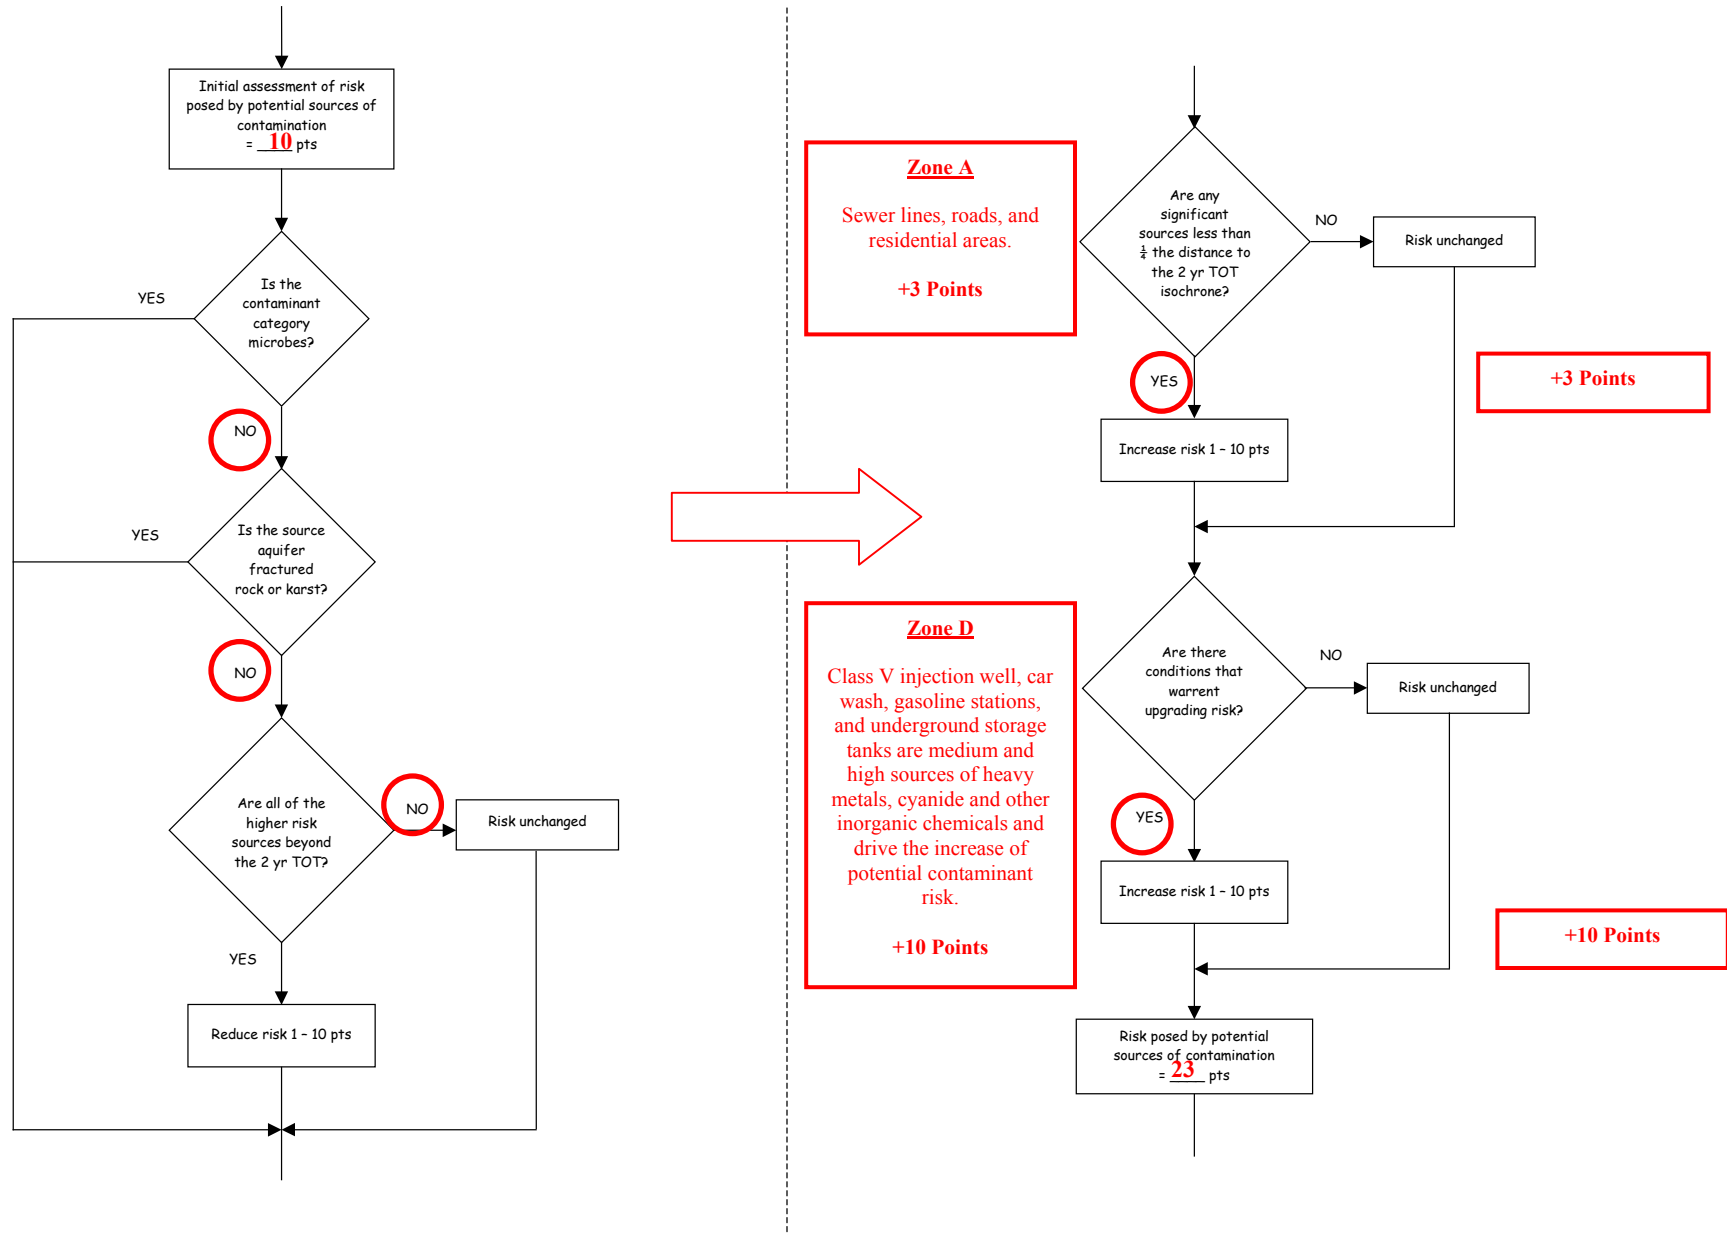 Initial assessment of risk
posed by potential sources of
contamination
= 10 pts
Is the
contaminant
category
microbes?
YES
NO
Is the source
aquifer
fractured
rock or karst?
YES
NO
Are all of the
higher risk
sources beyond
the 2 yr TOT?
NO
Risk unchanged
YES
Reduce risk 1 – 10 pts
Zone A
Sewer lines, roads, and
residential areas.
+3 Points
Are any
significant
sources less than
¼ the distance to
the 2 yr TOT
isochrone?
NO
Risk unchanged
YES
+3 Points
Increase risk 1 – 10 pts
Zone D
Class V injection well, car
wash, gasoline stations,
and underground storage
tanks are medium and
high sources of heavy
metals, cyanide and other
inorganic chemicals and
drive the increase of
potential contaminant
risk.
+10 Points
Are there
conditions that
warrent
upgrading risk?
NO
Risk unchanged
YES
Increase risk 1 – 10 pts
+10 Points
Risk posed by potential
sources of contamination
= 23 pts